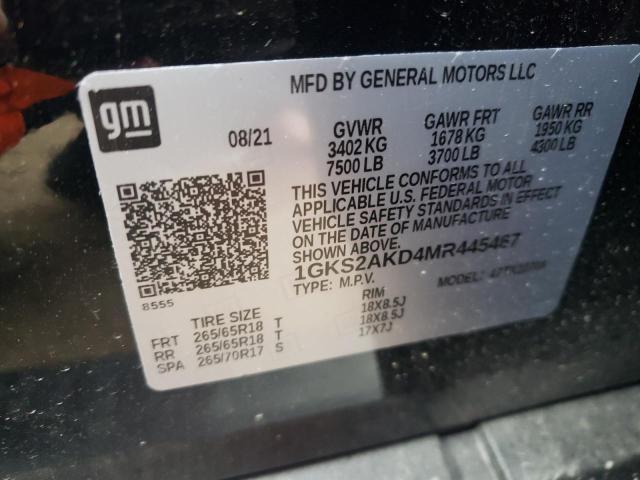 MFD BY GENERAL MOTORS LLC
gm
08/21 GVWR GAWR FRT GAWR RR
3402 KG 1678 KG 1950 KG
7500 LB 3700 LB 4300 LB
THIS VEHICLE CONFORMS TO ALL
APPLICABLE U.S. FEDERAL MOTOR
VEHICLE SAFETY STANDARDS IN EFFECT
ON THE DATE OF MANUFACTURE
SHOWN ABOVE.
1GKS2AKD4MR445467
TYPE: M.P.V. MODEL:
8555
TIRE SIZE RIM
FRT 265/65R18 T 18X8.5J
RR 265/65R18 T 18X8.5J
SPA 265/70R17 S 17X7J